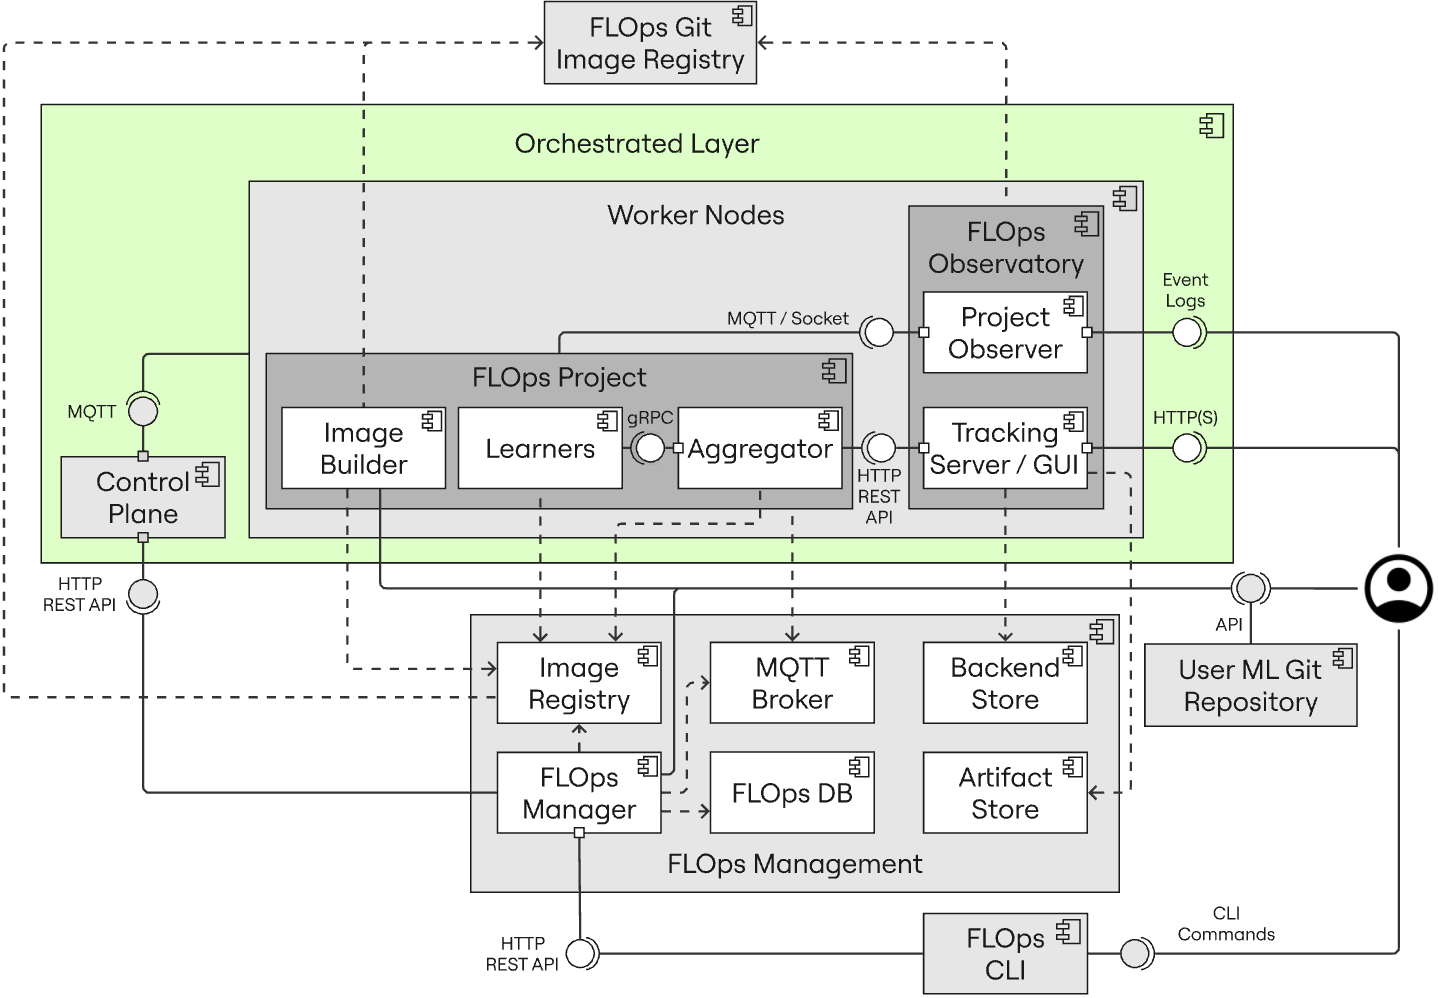 FLOps Git
Image Registry
Orchestrated Layer
Worker Nodes
FLOps
Observatory
Event
Logs
MQTT / Socket
Project
Observer
FLOps Project
MQTT
gRPC
HTTP(S)
Image
Builder
Learners
Aggregator
Tracking
Server / GUI
HTTP
REST
API
Control
Plane
HTTP
REST API
API
Image
Registry
MQTT
Broker
Backend
Store
User ML Git
Repository
FLOps
Manager
FLOps DB
Artifact
Store
FLOps Management
CLI
Commands
HTTP
REST API
FLOps
CLI